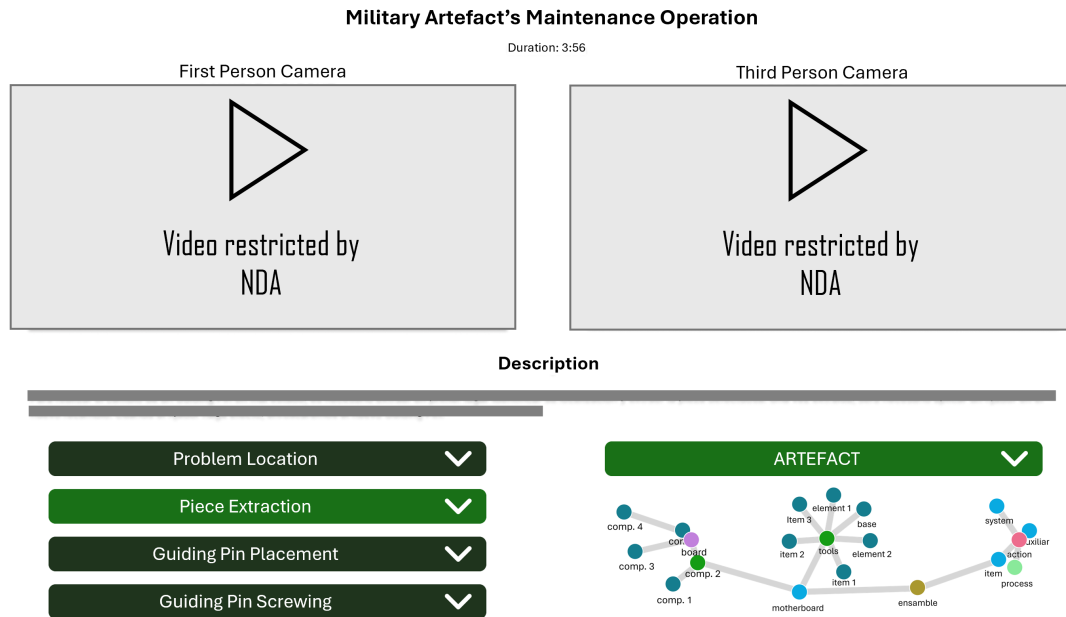 Military Artefact’s Maintenance Operation
Duration: 3:56
First Person Camera
Third Person Camera
Video restricted by
NDA
Video restricted by
NDA
Description
Problem Location
Piece Extraction
Guiding Pin Placement
Guiding Pin Screwing
ARTEFACT
comp. 4
board
comp. 3
comp. 2
comp. 1
element 1
Item 3
base
item 2
tools
element 2
item 1
motherboard
ensamble
system
action
item
process